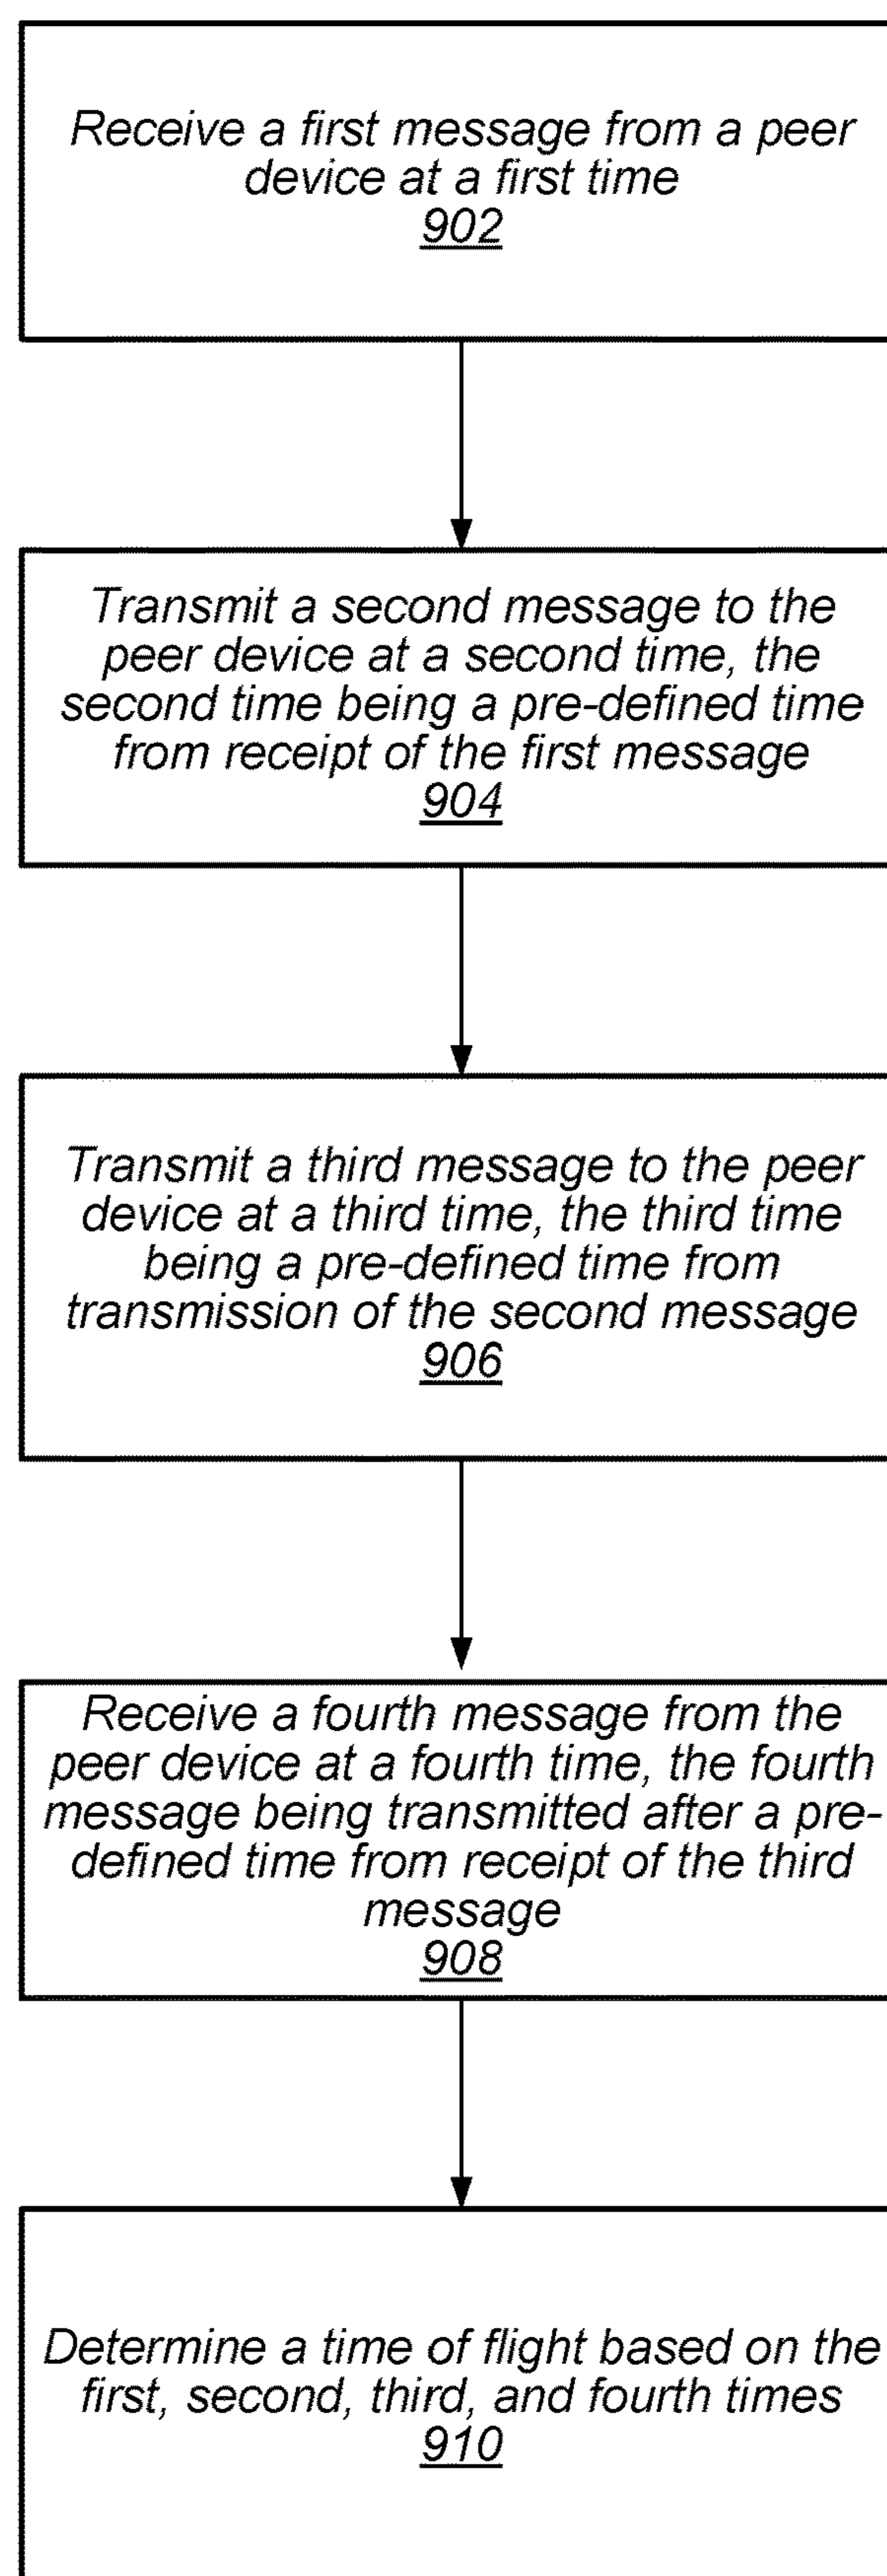 Receive a first message from a peer
device at a first time
902
Transmit a second message to the
peer device at a second time, the
second time being a pre-defined time
from receipt of the first message
904
Transmit a third message to the peer
device at a third time, the third time
being a pre-defined time from
transmission of the second message
906
Receive a fourth message from the
peer device at a fourth time, the fourth
message being transmitted after a pre-
defined time from receipt of the third
message
908
Determine a time of flight based on the
first, second, third, and fourth times
910